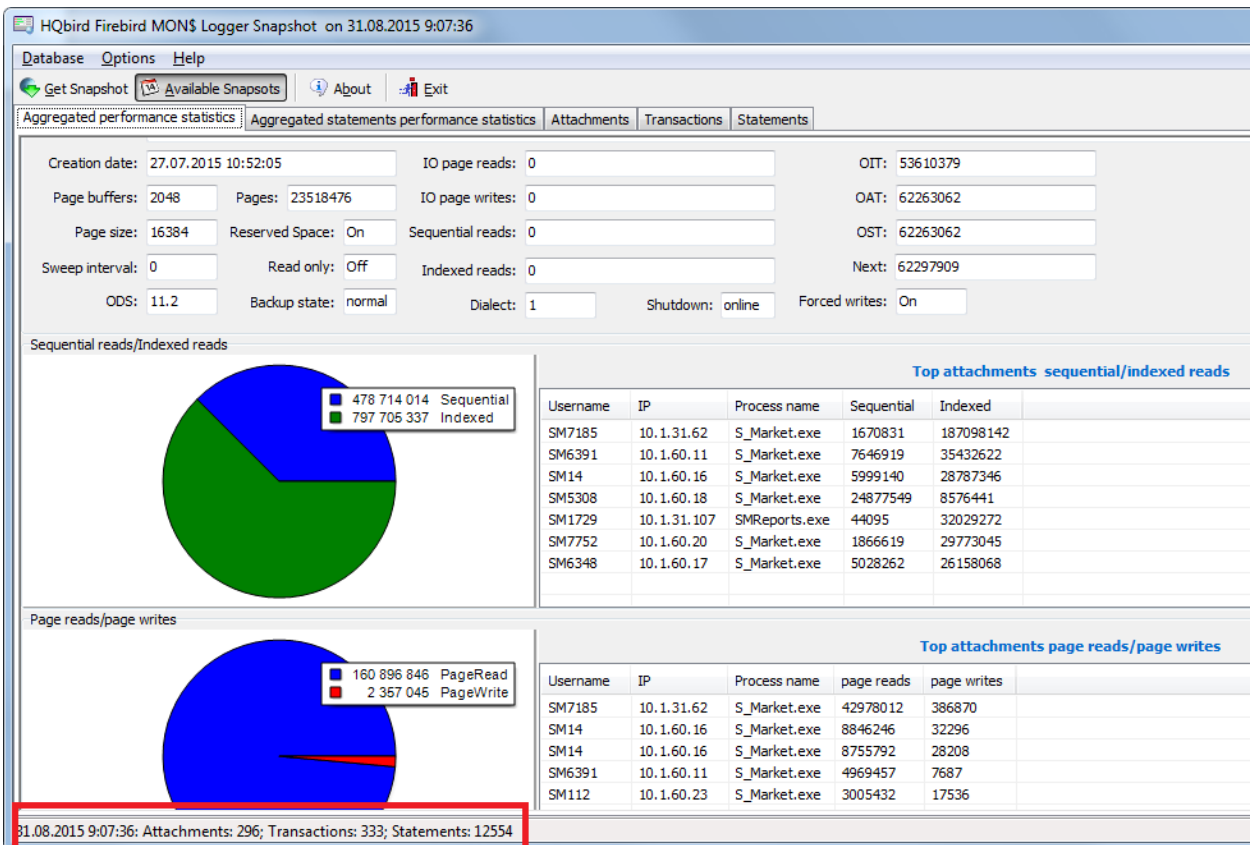 HQbird Firebird MON$ Logger Snapshot on 31.08.2015 9:07:36
Database Options Help
Get Snapshot Available Snapsots About Exit
Aggregated performance statistics Aggregated statements performance statistics Attachments Transactions Statements
Creation date: 27.07.2015 10:52:05 IO page reads: 0 OIT: 53610379
Page buffers: 2048 Pages: 23518476 IO page writes: 0 OAT: 62263062
Page size: 16384 Reserved Space: On Sequential reads: 0 OST: 62263062
Sweep interval: 0 Read only: Off Indexed reads: 0 Next: 62297909
ODS: 11.2 Backup state: normal Dialect: 1 Shutdown: online Forced writes: On
Sequential reads/Indexed reads
478 714 014 Sequential
797 705 337 Indexed
Top attachments sequential/indexed reads
Username IP Process name Sequential Indexed
SM7185 10.1.31.62 S_Market.exe 1670831 187098142
SM6391 10.1.60.11 S_Market.exe 7646919 35432622
SM14 10.1.60.16 S_Market.exe 5999140 28787346
SM5308 10.1.60.18 S_Market.exe 24877549 8576441
SM1729 10.1.31.107 SMReports.exe 44095 32029272
SM7752 10.1.60.20 S_Market.exe 1866619 29773045
SM6348 10.1.60.17 S_Market.exe 5028262 26158068
Page reads/page writes
160 896 846 PageRead
2 357 045 PageWrite
Top attachments page reads/page writes
Username IP Process name page reads page writes
SM7185 10.1.31.62 S_Market.exe 42978012 386870
SM14 10.1.60.16 S_Market.exe 8846246 32296
SM14 10.1.60.16 S_Market.exe 8755792 28208
SM6391 10.1.60.11 S_Market.exe 4969457 7687
SM112 10.1.60.23 S_Market.exe 3005432 17536
31.08.2015 9:07:36: Attachments: 296; Transactions: 333; Statements: 12554